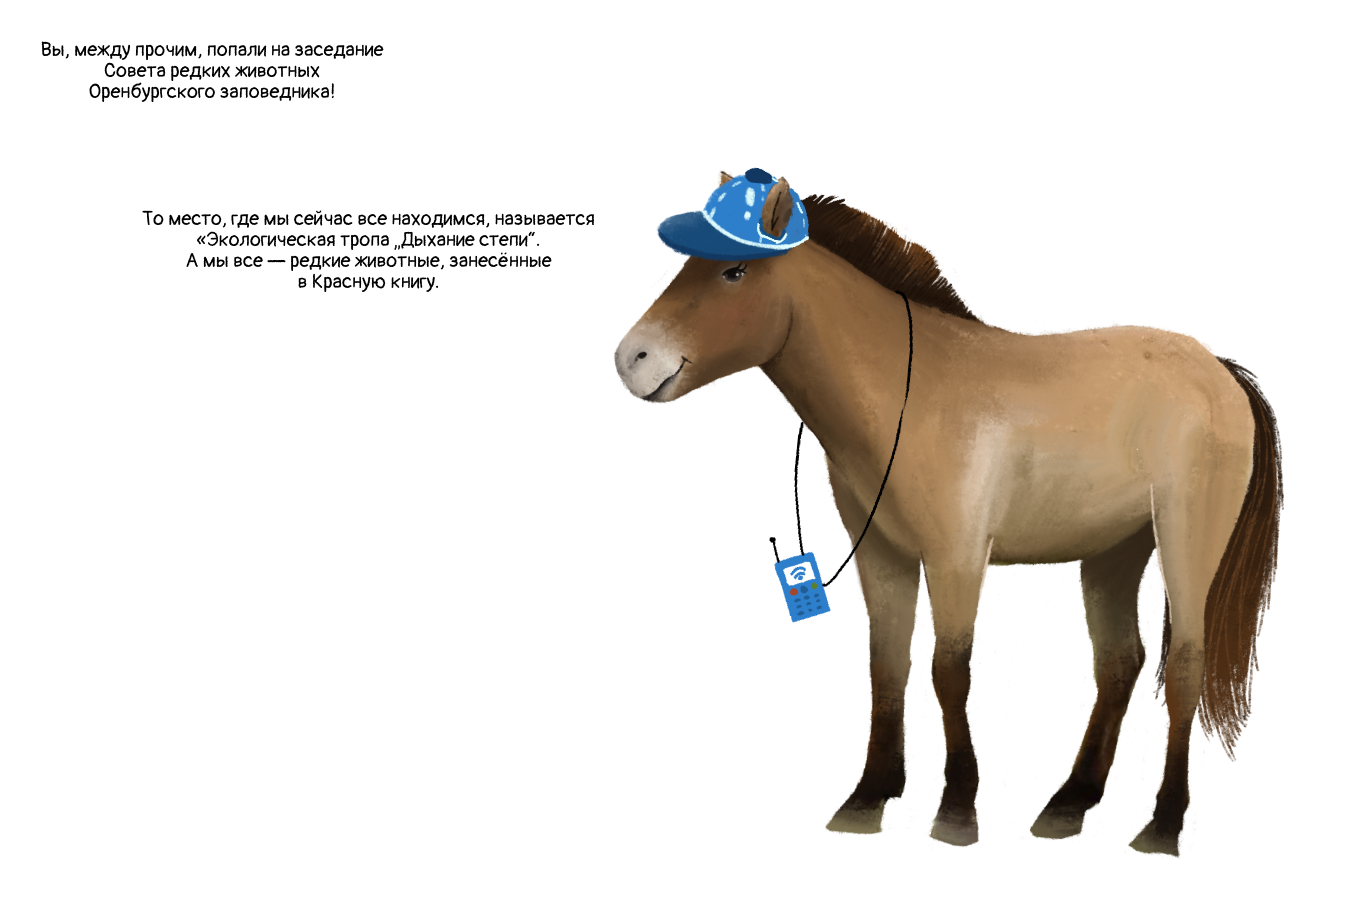 Вы, между прочим, попали на заседание
Совета редких животных
Оренбургского заповедника!
То место, где мы сейчас все находимся, называется
«Экологическая тропа „Дыхание степи“.
А мы все — редкие животные, занесённые
в Красную книгу.